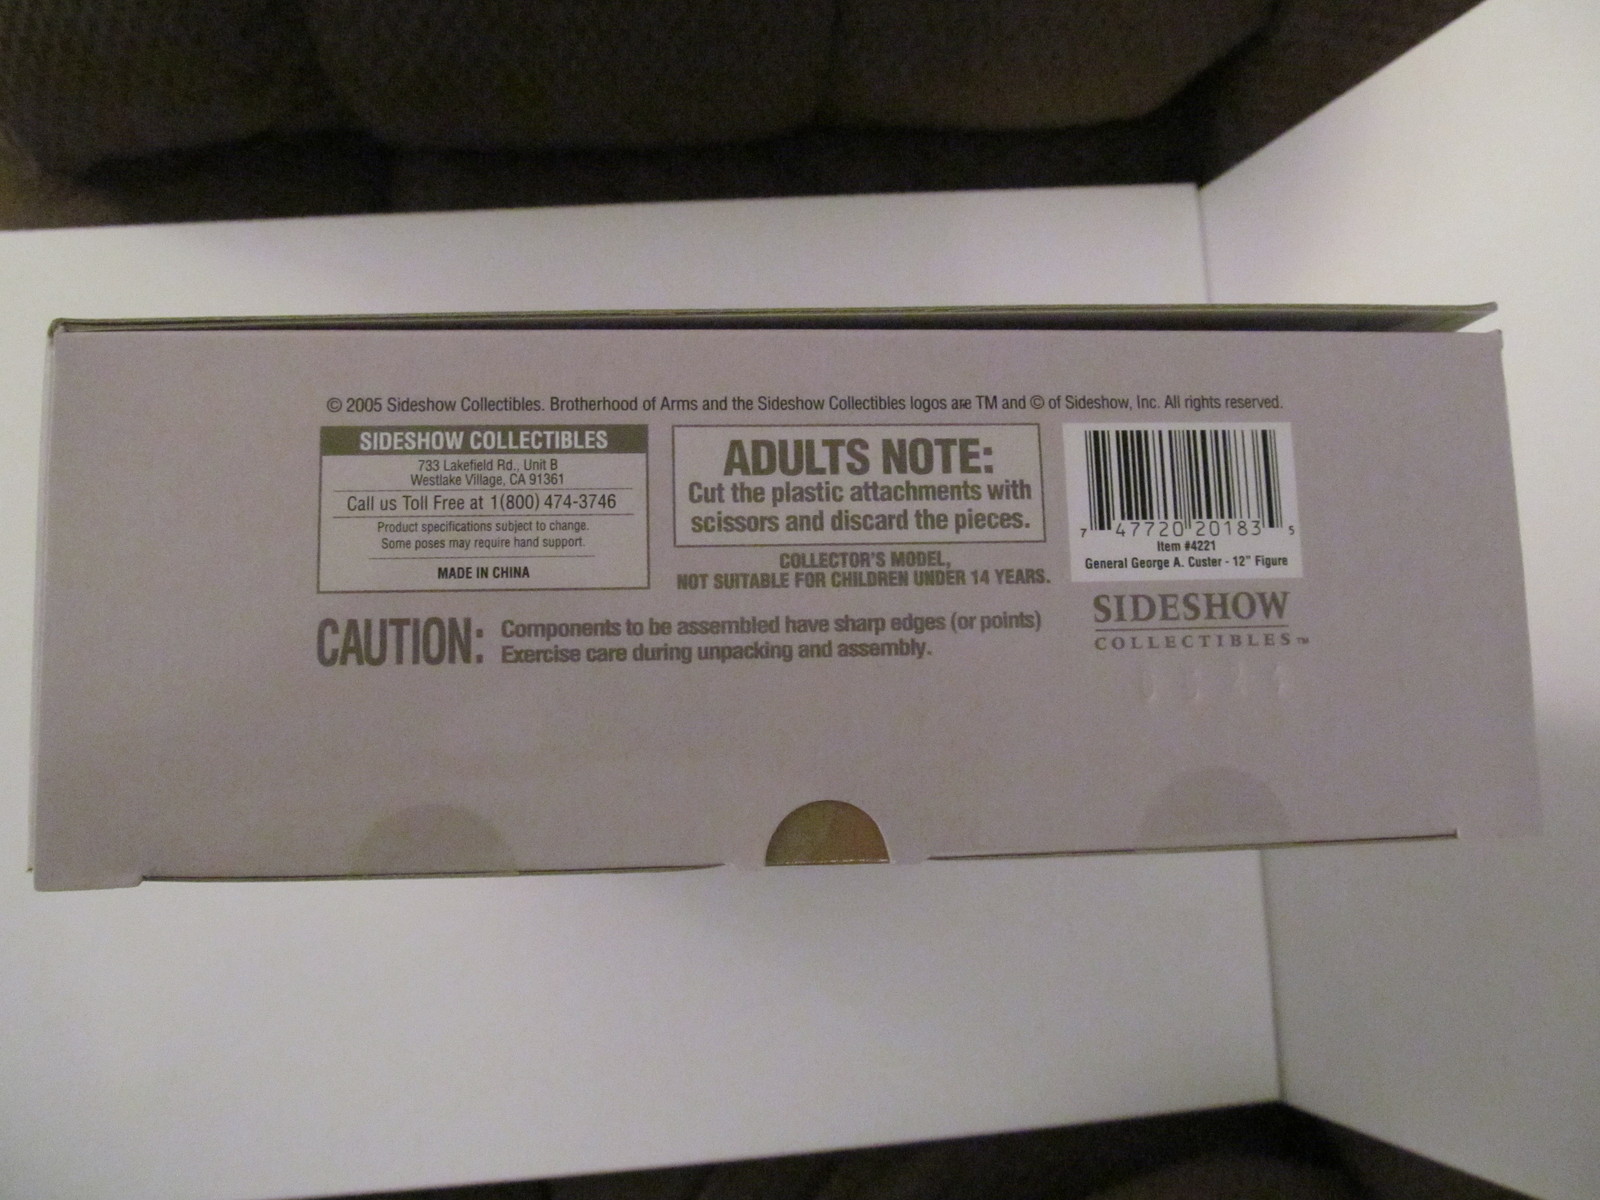 © 2005 Sideshow Collectibles. Brotherhood of Arms and the Sideshow Collectibles logos are TM and © of Sideshow, Inc. All rights reserved.
SIDESHOW COLLECTIBLES
733 Lakefield Rd., Unit B
Westlake Village, CA 91361
Call us Toll Free at 1(800) 474-3746
Product specifications subject to change.
Some poses may require hand support.
MADE IN CHINA
ADULTS NOTE:
Cut the plastic attachments with
scissors and discard the pieces.
COLLECTOR'S MODEL,
NOT SUITABLE FOR CHILDREN UNDER 14 YEARS.
CAUTION:
Components to be assembled have sharp edges (or points)
Exercise care during unpacking and assembly.
7 47720 20183 5
Item #4221
General George A. Custer - 12" Figure
SIDESHOW
COLLECTIBLES™